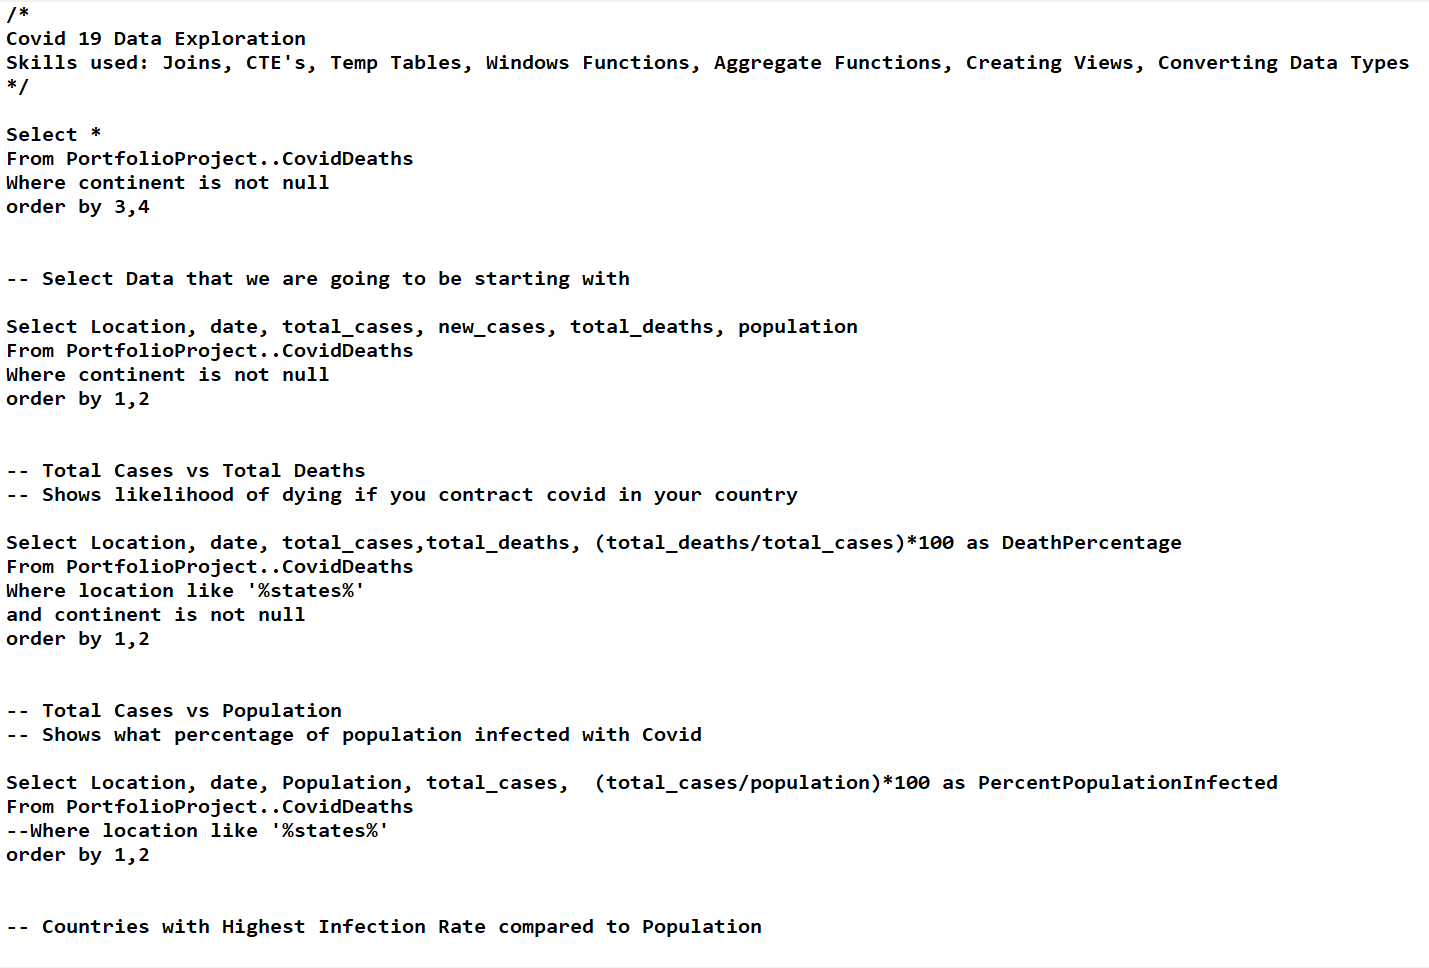 /*
Covid 19 Data Exploration
Skills used: Joins, CTE's, Temp Tables, Windows Functions, Aggregate Functions, Creating Views, Converting Data Types
*/
Select *
From PortfolioProject..CovidDeaths
Where continent is not null
order by 3,4
-- Select Data that we are going to be starting with
Select Location, date, total_cases, new_cases, total_deaths, population
From PortfolioProject..CovidDeaths
Where continent is not null
order by 1,2
-- Total Cases vs Total Deaths
-- Shows likelihood of dying if you contract covid in your country
Select Location, date, total_cases,total_deaths, (total_deaths/total_cases)*100 as DeathPercentage
From PortfolioProject..CovidDeaths
Where location like '%states%'
and continent is not null
order by 1,2
-- Total Cases vs Population
-- Shows what percentage of population infected with Covid
Select Location, date, Population, total_cases,  (total_cases/population)*100 as PercentPopulationInfected
From PortfolioProject..CovidDeaths
--Where location like '%states%'
order by 1,2
-- Countries with Highest Infection Rate compared to Population